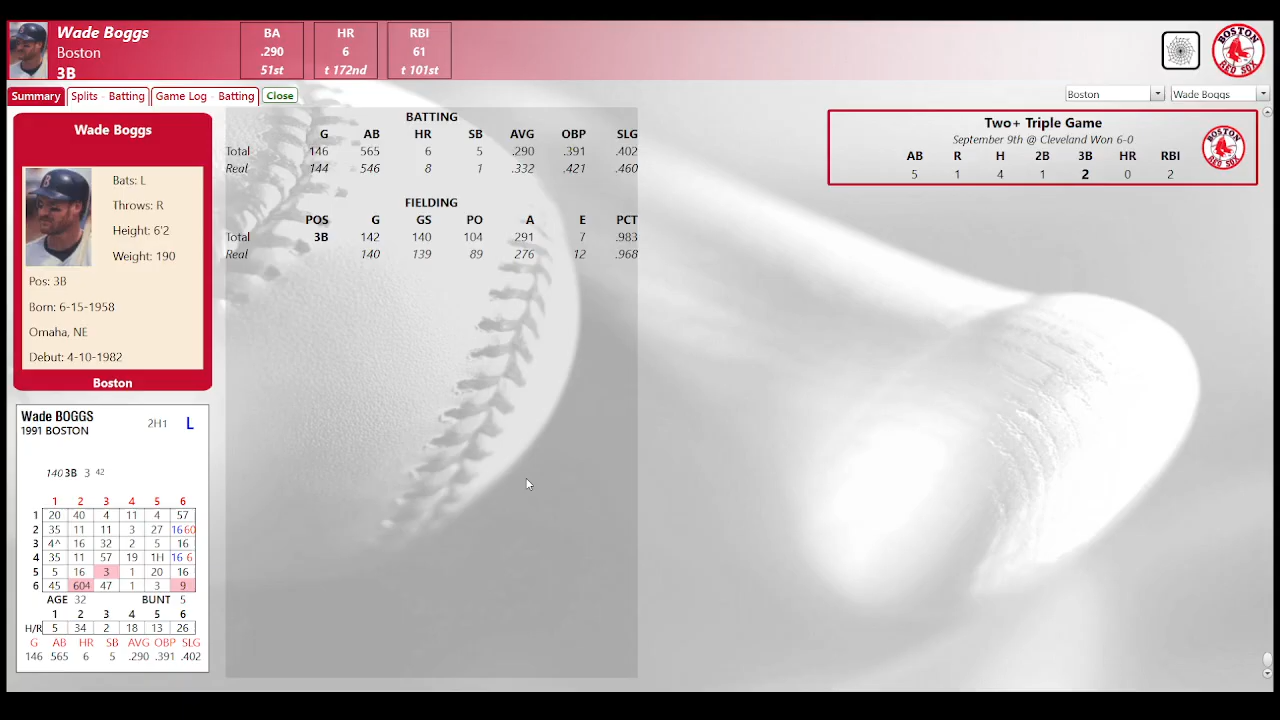 Wade Boggs
Boston
3B
BA HR RBI
.290 6 61
51st t 172nd t 101st
BOSTON
RED SOX
Summary Splits - Batting Game Log - Batting Close
Boston Wade Boggs
Wade Boggs
Bats: L
Throws: R
Height: 6'2
Weight: 190
Pos: 3B
Born: 6-15-1958
Omaha, NE
Debut: 4-10-1982
Boston
BATTING
G AB HR SB AVG OBP SLG
Total 146 565 6 5 .290 .391 .402
Real 144 546 8 1 .332 .421 .460
FIELDING
POS G GS PO A E PCT
Total 3B 142 140 104 291 7 .983
Real 140 139 89 276 12 .968
Two+ Triple Game
September 9th @ Cleveland Won 6-0
AB R H 2B 3B HR RBI
5 1 4 1 2 0 2
BOSTON
RED SOX
Wade BOGGS
1991 BOSTON 2H1 L
140 3B 3 42
1 2 3 4 5 6
1 20 40 4 11 4 57
2 35 11 11 3 27 16 60
3 4^ 16 32 2 5 16
4 35 11 57 19 1H 16 6
5 5 16 3 1 20 16
6 45 604 47 1 3 9
AGE 32 BUNT 5
1 2 3 4 5 6
H/R 5 34 2 18 13 26
G AB HR SB AVG OBP SLG
146 565 6 5 .290 .391 .402